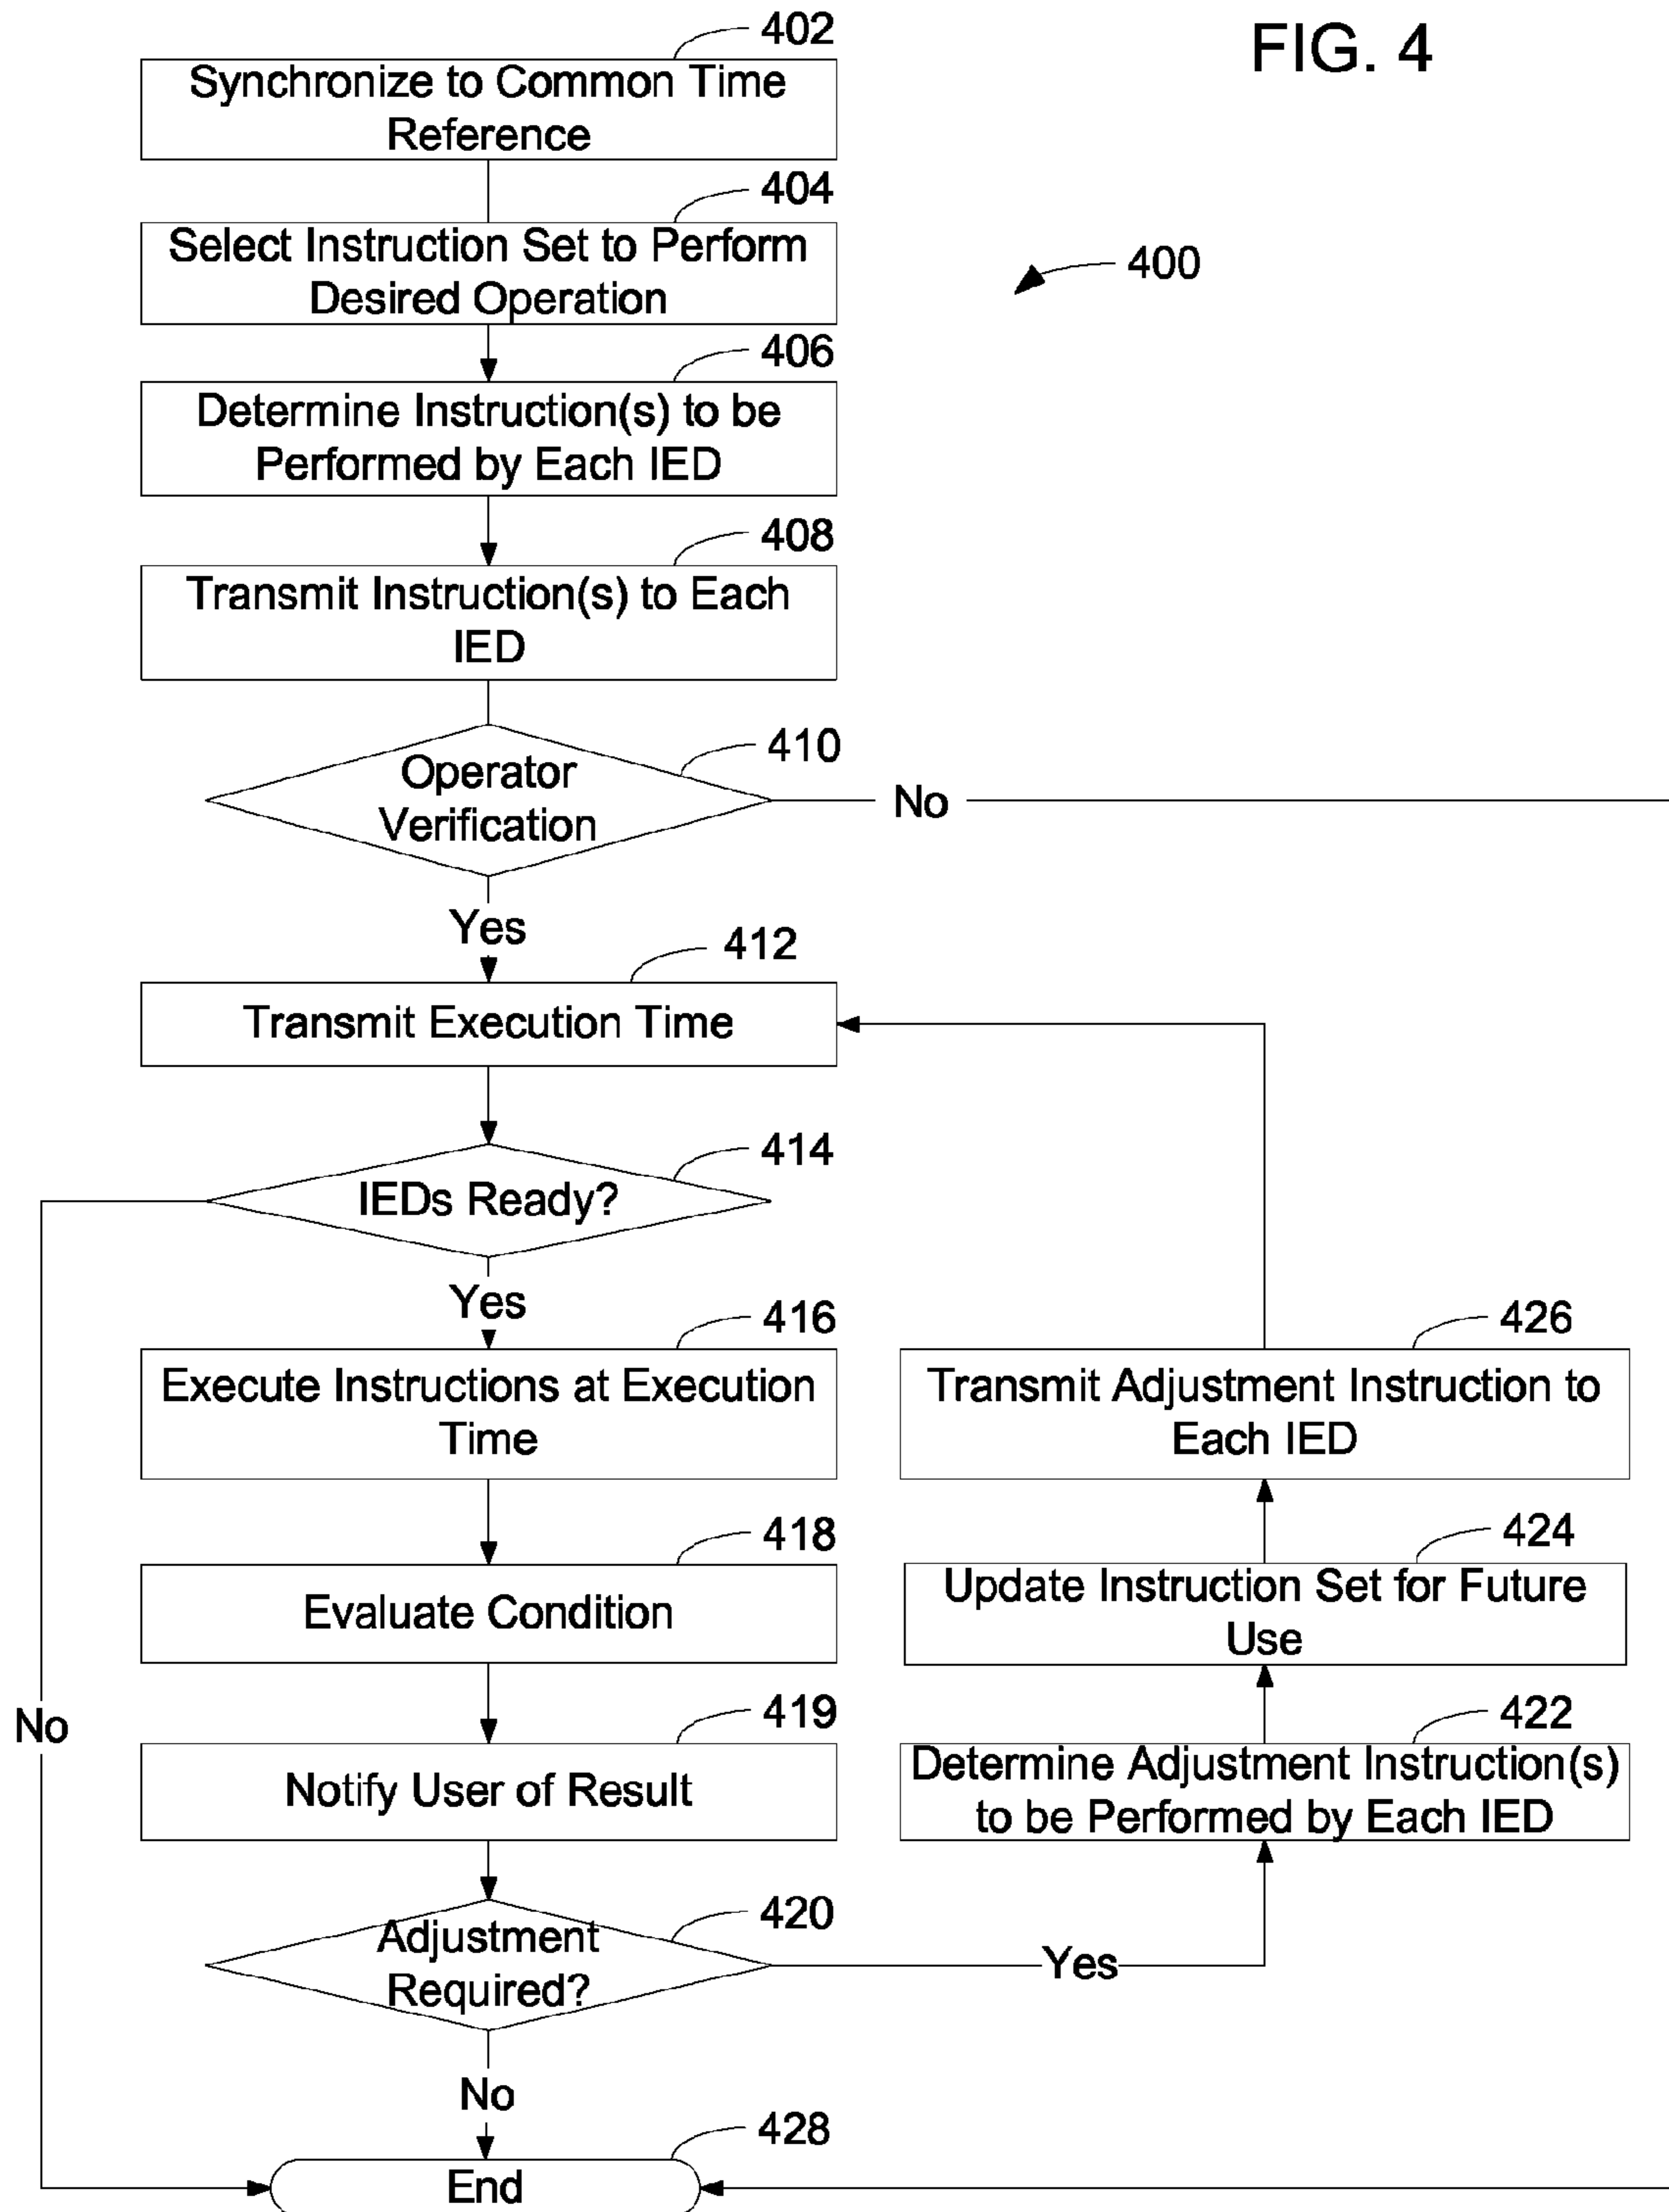 FIG. 4
400
402
Synchronize to Common Time
Reference
404
Select Instruction Set to Perform
Desired Operation
406
Determine Instruction(s) to be
Performed by Each IED
408
Transmit Instruction(s) to Each
IED
410
Operator
Verification
No
Yes
412
Transmit Execution Time
414
IEDs Ready?
No
Yes
416
Execute Instructions at Execution
Time
418
Evaluate Condition
419
Notify User of Result
420
Adjustment
Required?
Yes
422
Determine Adjustment Instruction(s)
to be Performed by Each IED
424
Update Instruction Set for Future
Use
426
Transmit Adjustment Instruction to
Each IED
No
428
End